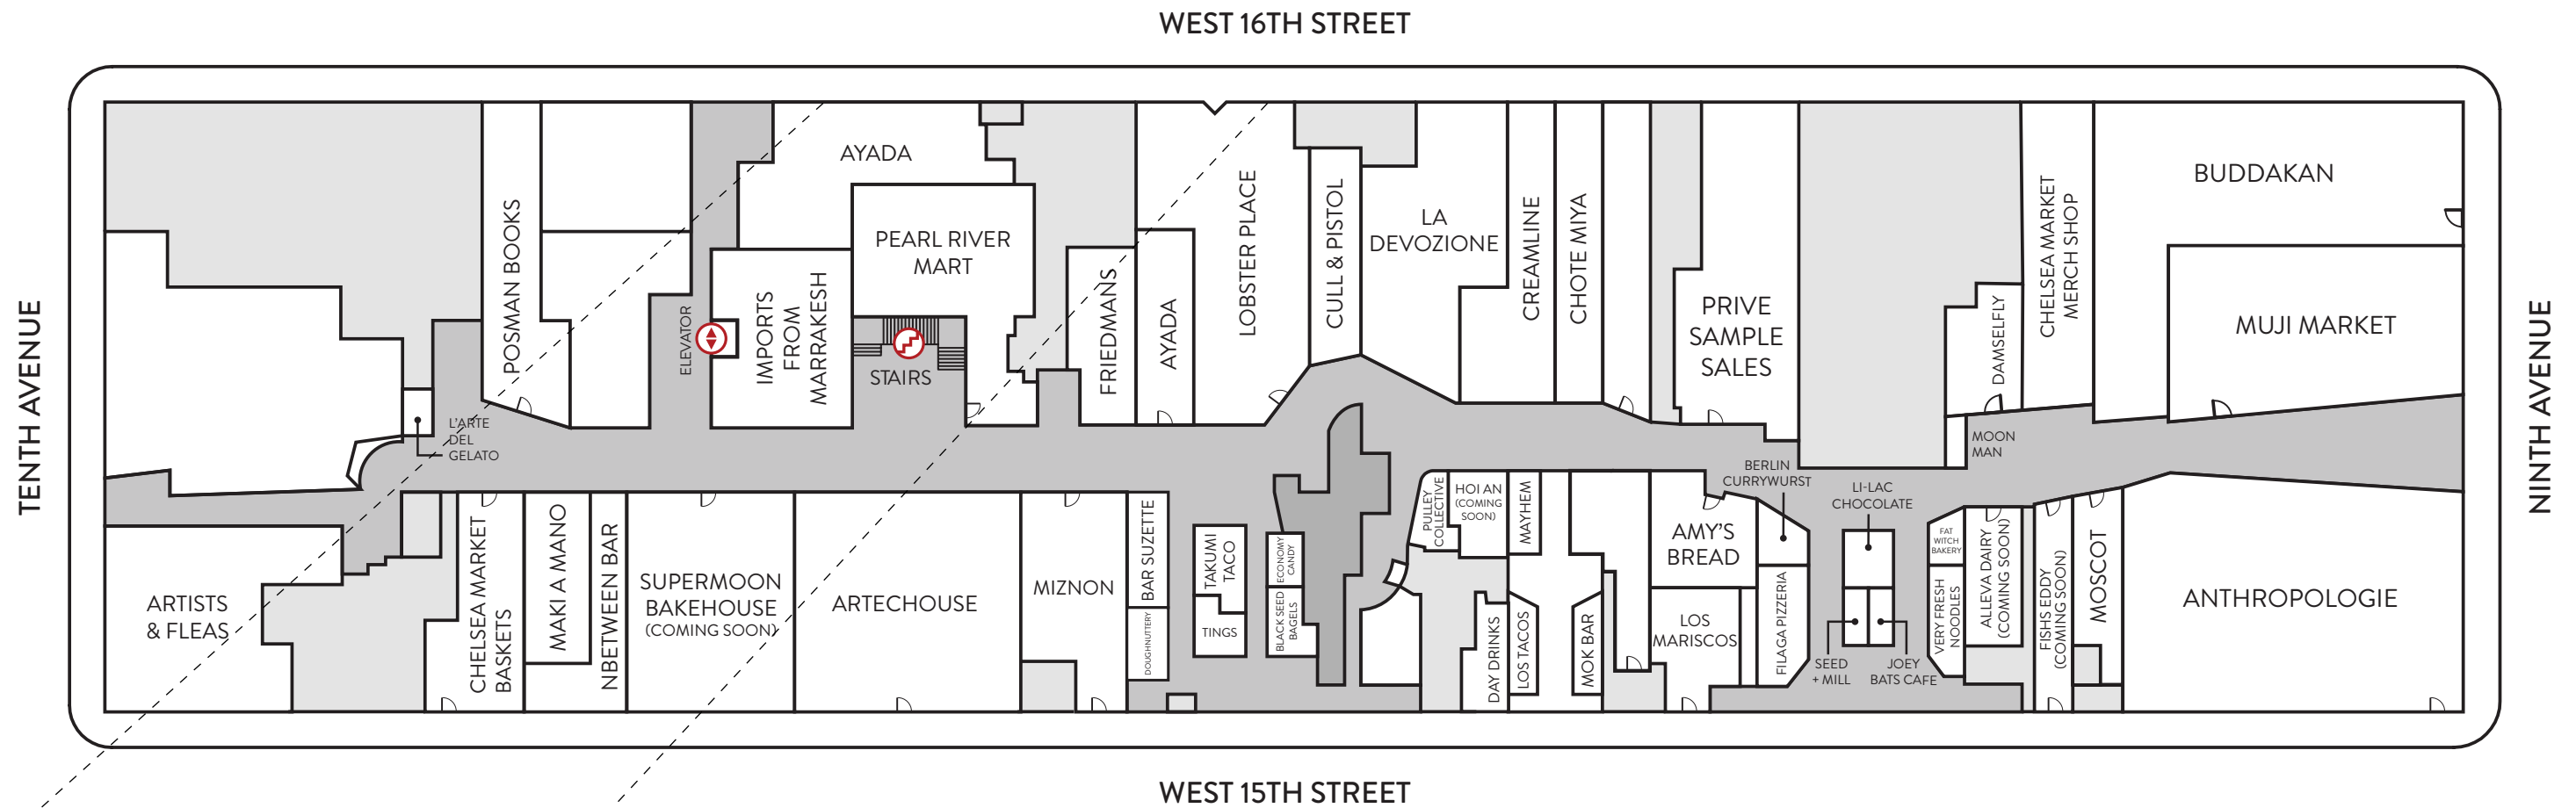 WEST 16TH STREET
TENTH AVENUE
NINTH AVENUE
AYADA
PEARL RIVER
MART
POSMAN BOOKS
ELEVATOR
IMPORTS
FROM
MARRAKESH
STAIRS
FRIEDMANS
AYADA
LOBSTER PLACE
CULL & PISTOL
LA
DEVOZIONE
CREAMLINE
CHOTE MIYA
PRIVE
SAMPLE
SALES
DAMSELFLY
CHELSEA MARKET
MERCH SHOP
BUDDAKAN
MUJI MARKET
L'ARTE
DEL
GELATO
MOON
MAN
BERLIN
CURRYWURST
LI-LAC
CHOCOLATE
ARTISTS
& FLEAS
CHELSEA MARKET
BASKETS
MAKI A MANO
NBETWEEN BAR
SUPERMOON
BAKEHOUSE
(COMING SOON)
ARTECHOUSE
MIZNON
BAR SUZETTE
DOUGHNUTTERY
TAKUMI
TACO
TINGS
ECONOMY
CANDY
BLACK SEED
BAGELS
PULLEY
COLLECTIVE
HOI AN
(COMING
SOON)
MAYHEM
DAY DRINKS
LOS TACOS
MOK BAR
AMY'S
BREAD
LOS
MARISCOS
FILAGA PIZZERIA
SEED
+ MILL
JOEY
BATS CAFE
FAT
WITCH
BAKERY
VERY FRESH
NOODLES
ALLEVA DAIRY
(COMING SOON)
FISHS EDDY
(COMING SOON)
MOSCOT
ANTHROPOLOGIE
WEST 15TH STREET